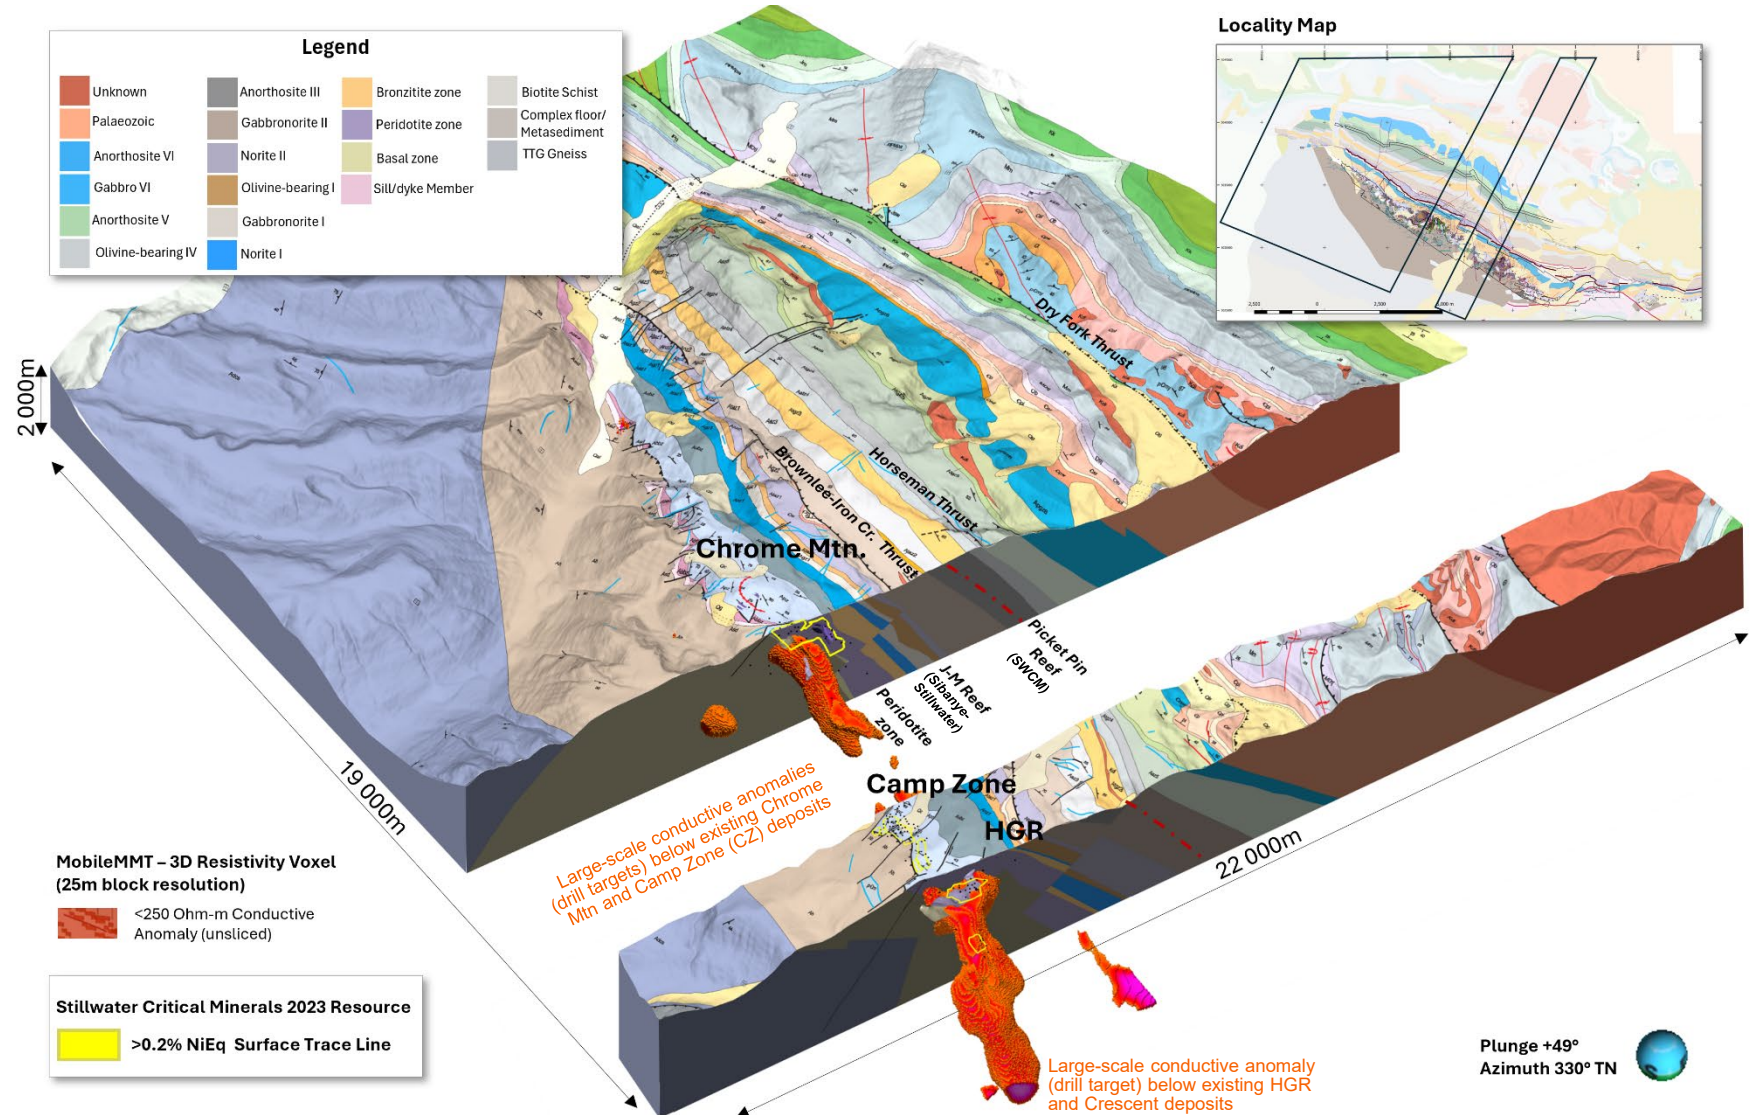 Legend
Unknown
Palaeozoic
Anorthosite VI
Gabbro VI
Anorthosite V
Olivine-bearing IV
Anorthosite III
Gabbronorite II
Norite II
Olivine-bearing I
Gabbronorite I
Norite I
Bronzitite zone
Peridotite zone
Basal zone
Sill/dyke Member
Biotite Schist
Complex floor/
Metasediment
TTG Gneiss
Locality Map
2 000m
19 000m
22 000m
Dry Fork Thrust
Horseman Thrust
Brownlee-Iron Cr. Thrust
Chrome Mtn.
Picket Pin
Reef
(SWCM)
J-M Reef
(Sibanye-
Stillwater)
Peridotite
zone
Camp Zone
HGR
Large-scale conductive anomalies
(drill targets) below existing Chrome
Mtn and Camp Zone (CZ) deposits
MobileMMT – 3D Resistivity Voxel
(25m block resolution)
<250 Ohm-m Conductive
Anomaly (unsliced)
Stillwater Critical Minerals 2023 Resource
>0.2% NiEq Surface Trace Line
Large-scale conductive anomaly
(drill target) below existing HGR
and Crescent deposits
Plunge +49°
Azimuth 330° TN